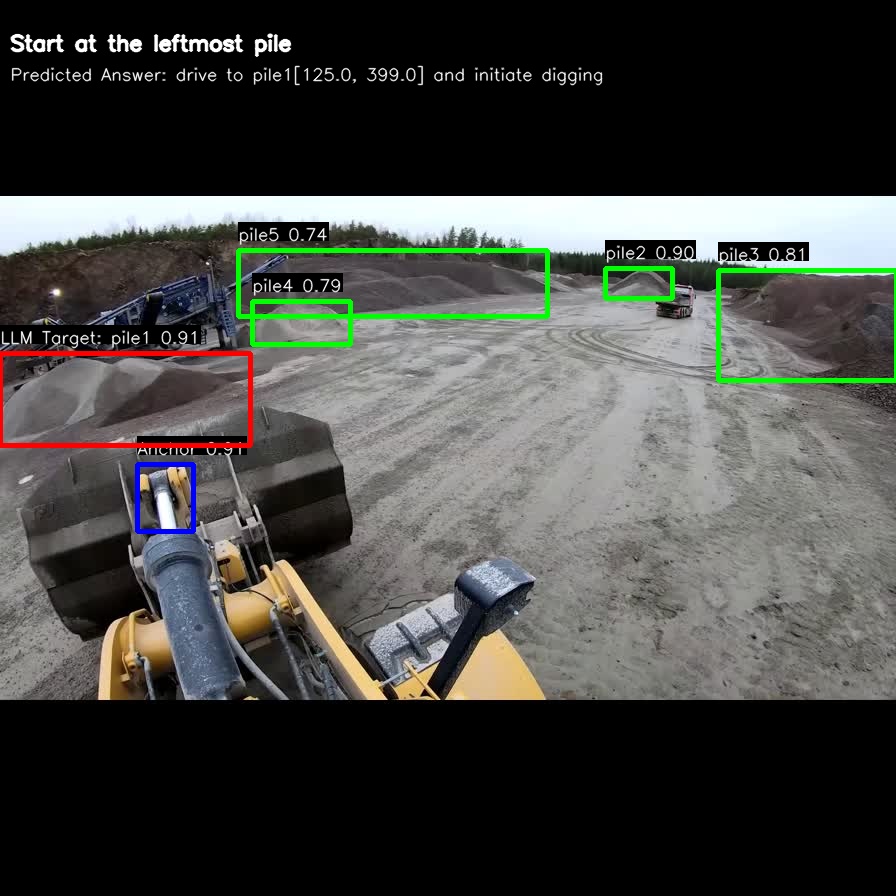 Start at the leftmost pile
Predicted Answer: drive to pile1[125.0, 399.0] and initiate digging
pile5 0.74
pile2 0.90
pile3 0.81
pile4 0.79
LLM Target: pile1 0.91
Anchor 0.91